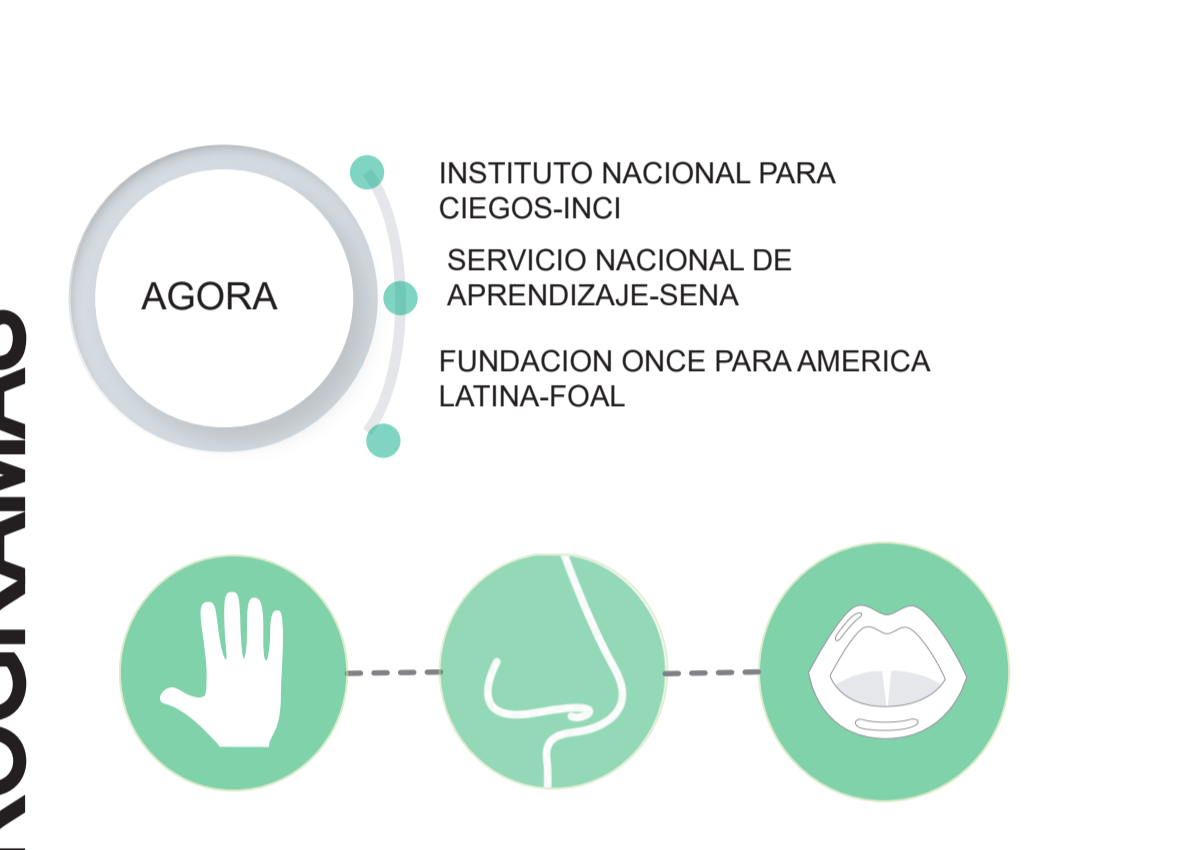 AGORA
INSTITUTO NACIONAL PARA
CIEGOS-INCI
SERVICIO NACIONAL DE
APRENDIZAJE-SENA
FUNDACION ONCE PARA AMERICA
LATINA-FOAL